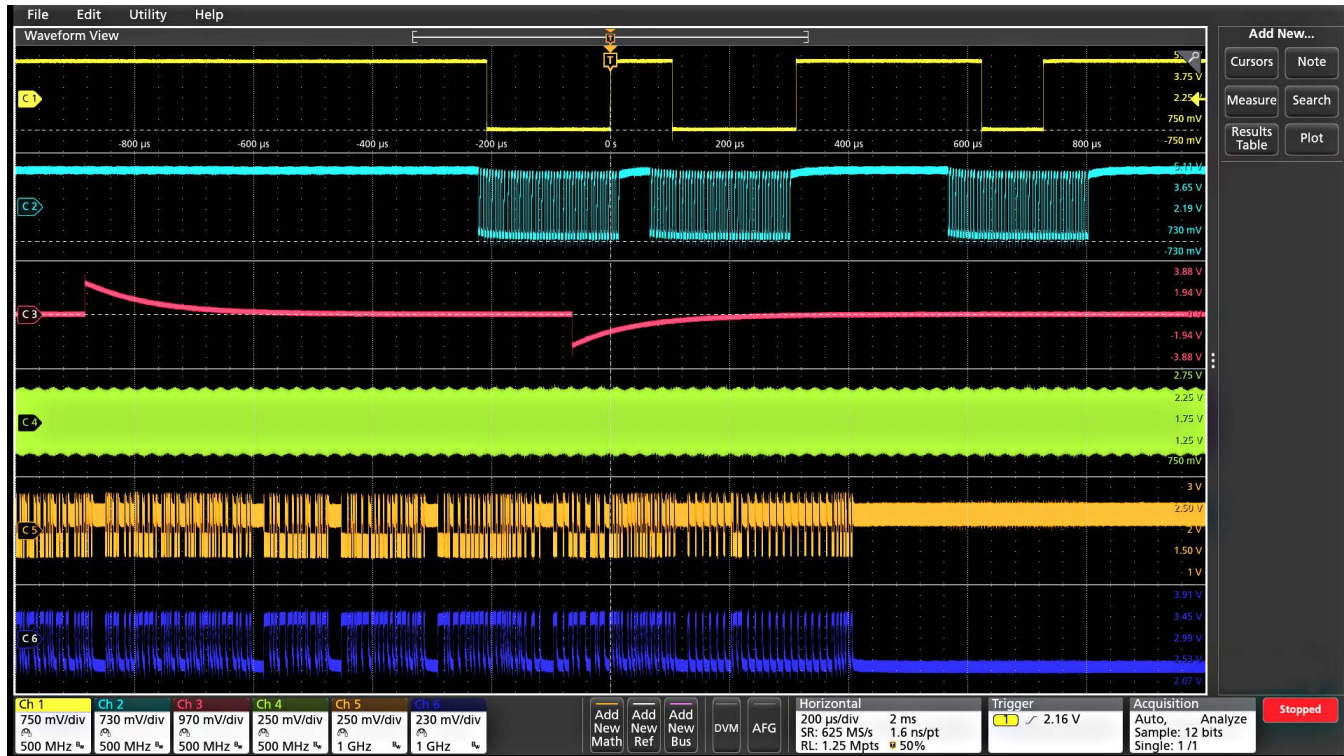 File Edit Utility Help
Waveform View
T
Add New...
Cursors Note
Measure Search
Results Table Plot
T
C 1
3.75 V
2.25 V
750 mV
-750 mV
-800 µs -600 µs -400 µs -200 µs 0 s 200 µs 400 µs 600 µs 800 µs
C 2
5.11 V
3.65 V
2.19 V
730 mV
-730 mV
C 3
3.88 V
1.94 V
-1.94 V
-3.88 V
C 4
2.75 V
2.25 V
1.75 V
1.25 V
750 mV
C 5
3 V
2.50 V
2 V
1.50 V
1 V
C 6
3.91 V
3.45 V
2.99 V
2.53 V
2.07 V
Ch 1
750 mV/div
500 MHz Bw
Ch 2
730 mV/div
500 MHz Bw
Ch 3
970 mV/div
500 MHz Bw
Ch 4
250 mV/div
500 MHz Bw
Ch 5
250 mV/div
1 GHz Bw
Ch 6
230 mV/div
1 GHz Bw
Add New Math
Add New Ref
Add New Bus
DVM
AFG
Horizontal
200 µs/div 2 ms
SR: 625 MS/s 1.6 ns/pt
RL: 1.25 Mpts 50%
Trigger
1 2.16 V
Acquisition
Auto, Analyze
Sample: 12 bits
Single: 1/1
Stopped